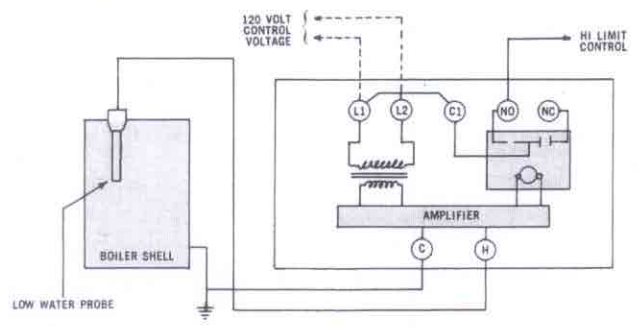 120 VOLT
CONTROL
VOLTAGE
HI LIMIT
CONTROL
L1 L2 C1 NO NC
AMPLIFIER
C H
BOILER SHELL
LOW WATER PROBE